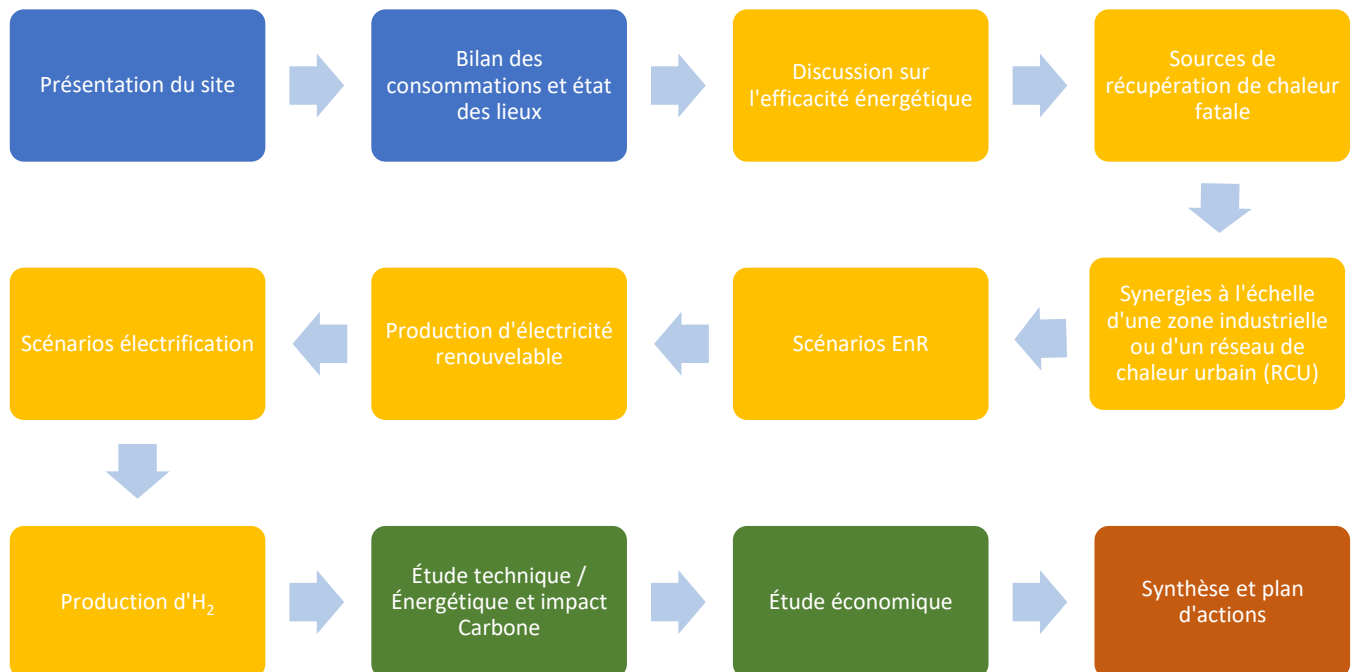 Présentation du site
Bilan des
consommations et état
des lieux
Discussion sur
l'efficacité énergétique
Sources de
récupération de chaleur
fatale
Synergies à l'échelle
d'une zone industrielle
ou d'un réseau de
chaleur urbain (RCU)
Scénarios EnR
Production d'électricité
renouvelable
Scénarios électrification
Production d'H₂
Étude technique /
Énergétique et impact
Carbone
Étude économique
Synthèse et plan
d'actions